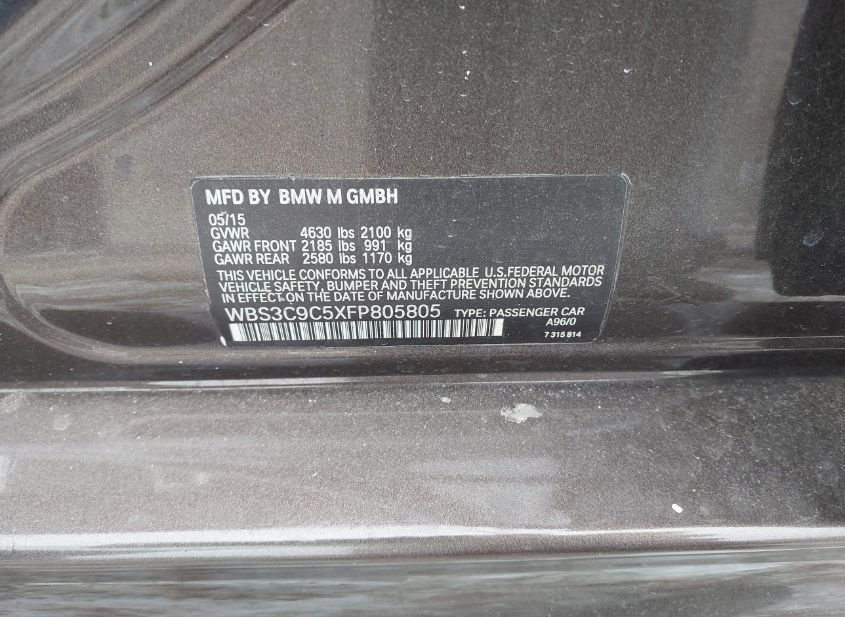 MFD BY BMW M GMBH
05/15
GVWR 4630 lbs 2100 kg
GAWR FRONT 2185 lbs 991 kg
GAWR REAR 2580 lbs 1170 kg
THIS VEHICLE CONFORMS TO ALL APPLICABLE U.S.FEDERAL MOTOR
VEHICLE SAFETY, BUMPER AND THEFT PREVENTION STANDARDS
IN EFFECT ON THE DATE OF MANUFACTURE SHOWN ABOVE.
WBS3C9C5XFP805805 TYPE: PASSENGER CAR
A96/0
7 315 814